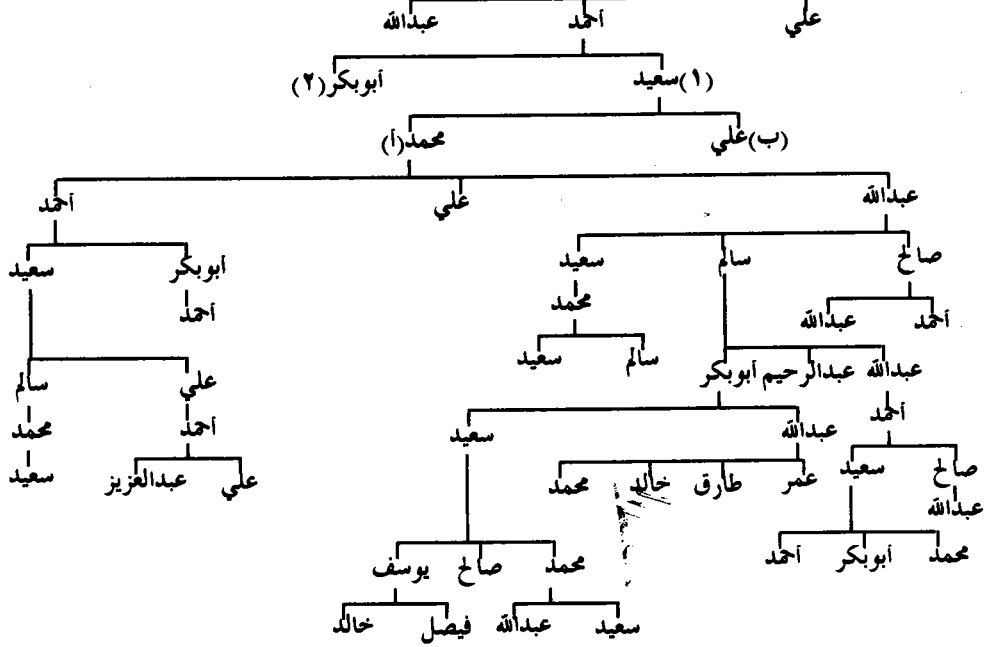 علي أحمد عبدالله
(١) سعيد أبوبكر (٢)
(ب) علي محمد (أ)
عبدالله علي أحمد
صالح سالم سعيد أبوبكر سعيد
أحمد عبدالله محمد أحمد
سالم سعيد
عبدالله عبدالرحيم أبوبكر علي سالم
أحمد عبدالله سعيد أحمد محمد
صالح سعيد عمر طارق خالد محمد علي عبدالعزيز سعيد
عبدالله
محمد أبوبكر أحمد محمد صالح يوسف
سعيد عبدالله فيصل خالد